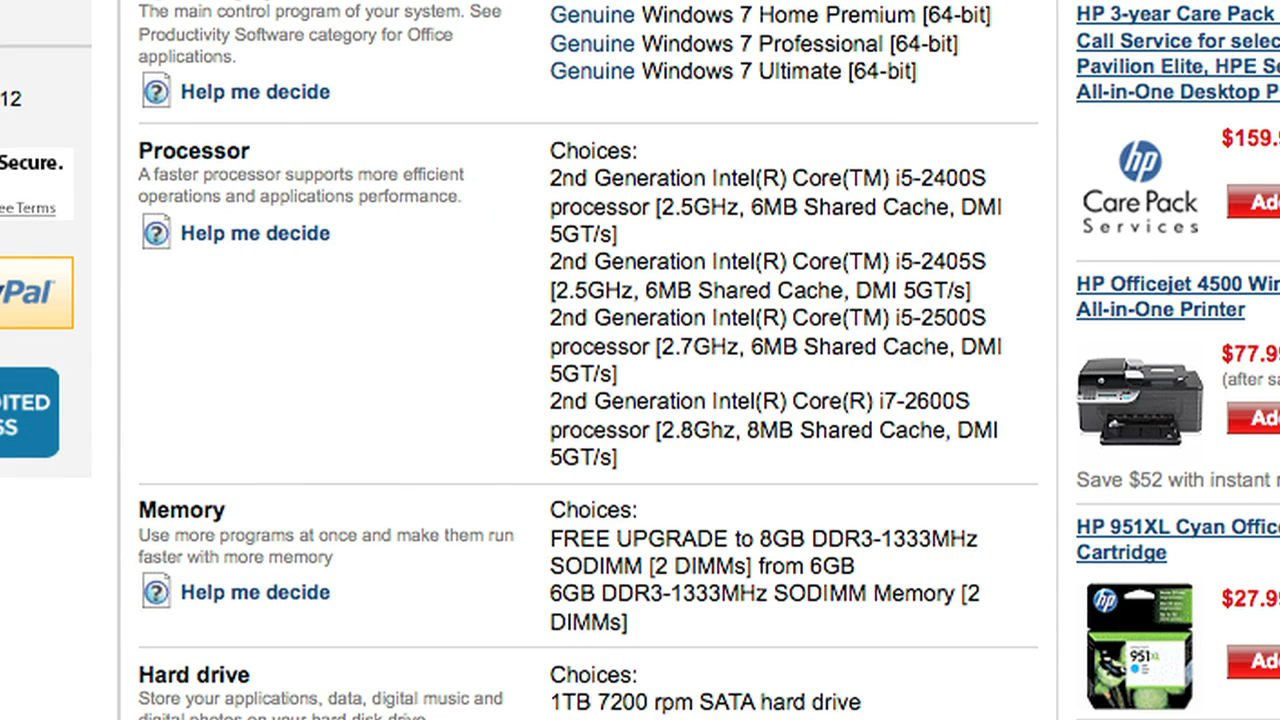 12
Secure.
ee Terms
yPal
DITED
SS
The main control program of your system. See
Productivity Software category for Office
applications.
Help me decide
Genuine Windows 7 Home Premium [64-bit]
Genuine Windows 7 Professional [64-bit]
Genuine Windows 7 Ultimate [64-bit]
Processor
A faster processor supports more efficient
operations and applications performance.
Help me decide
Choices:
2nd Generation Intel(R) Core(TM) i5-2400S
processor [2.5GHz, 6MB Shared Cache, DMI
5GT/s]
2nd Generation Intel(R) Core(TM) i5-2405S
[2.5GHz, 6MB Shared Cache, DMI 5GT/s]
2nd Generation Intel(R) Core(TM) i5-2500S
processor [2.7GHz, 6MB Shared Cache, DMI
5GT/s]
2nd Generation Intel(R) Core(R) i7-2600S
processor [2.8Ghz, 8MB Shared Cache, DMI
5GT/s]
Memory
Use more programs at once and make them run
faster with more memory
Help me decide
Choices:
FREE UPGRADE to 8GB DDR3-1333MHz
SODIMM [2 DIMMs] from 6GB
6GB DDR3-1333MHz SODIMM Memory [2
DIMMs]
Hard drive
Store your applications, data, digital music and
digital photos on your hard disk drive
Choices:
1TB 7200 rpm SATA hard drive
HP 3-year Care Pack
Call Service for selec
Pavilion Elite, HPE Se
All-in-One Desktop P
hp
Care Pack
Services
$159.9
Add
HP Officejet 4500 Wir
All-in-One Printer
$77.99
(after sa
Add
Save $52 with instant r
HP 951XL Cyan Office
Cartridge
hp
951XL
$27.99
Add